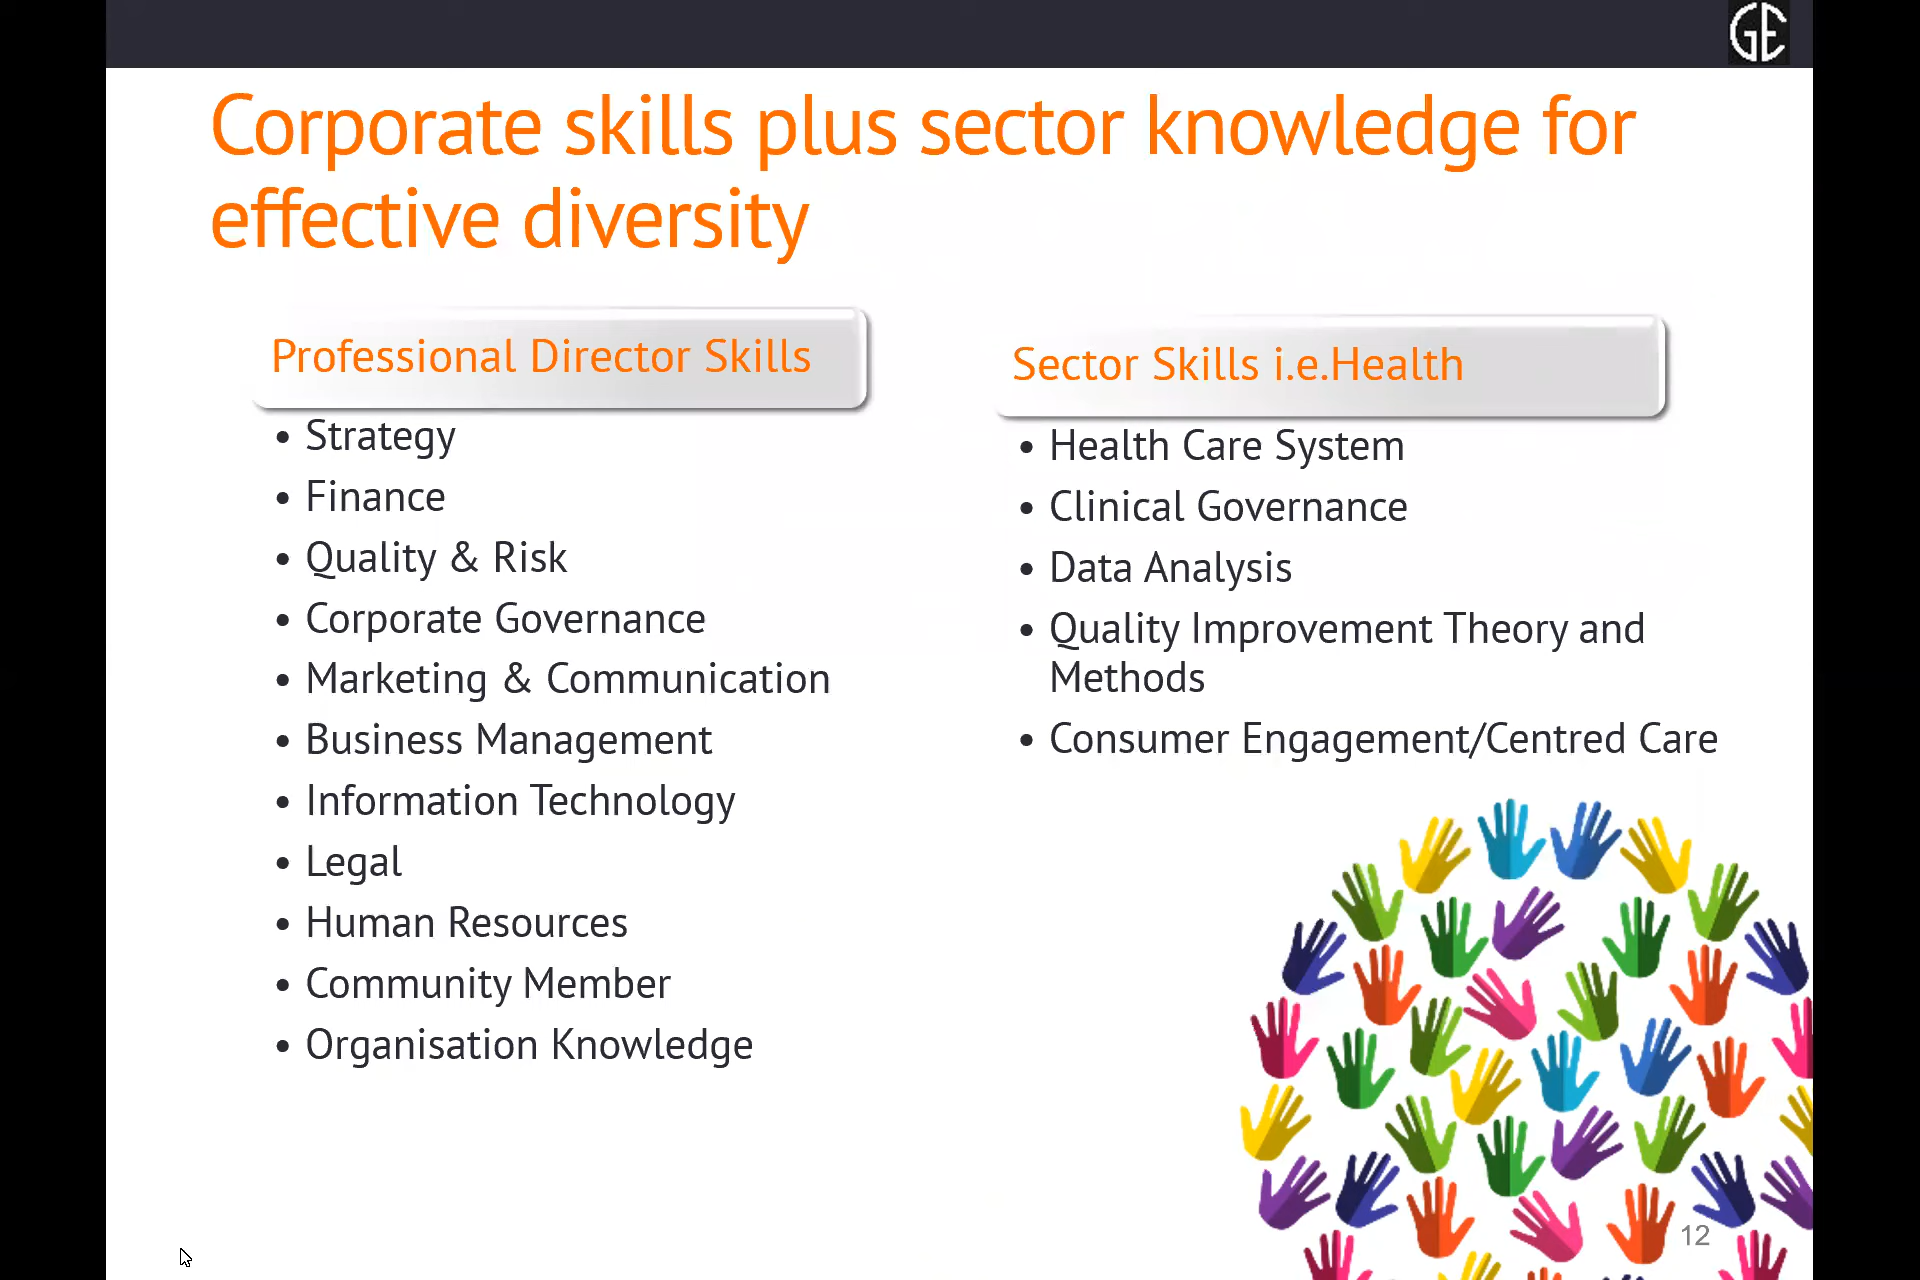 GE
Corporate skills plus sector knowledge for
effective diversity
Professional Director Skills
• Strategy
• Finance
• Quality & Risk
• Corporate Governance
• Marketing & Communication
• Business Management
• Information Technology
• Legal
• Human Resources
• Community Member
• Organisation Knowledge
Sector Skills i.e.Health
• Health Care System
• Clinical Governance
• Data Analysis
• Quality Improvement Theory and
Methods
• Consumer Engagement/Centred Care
12